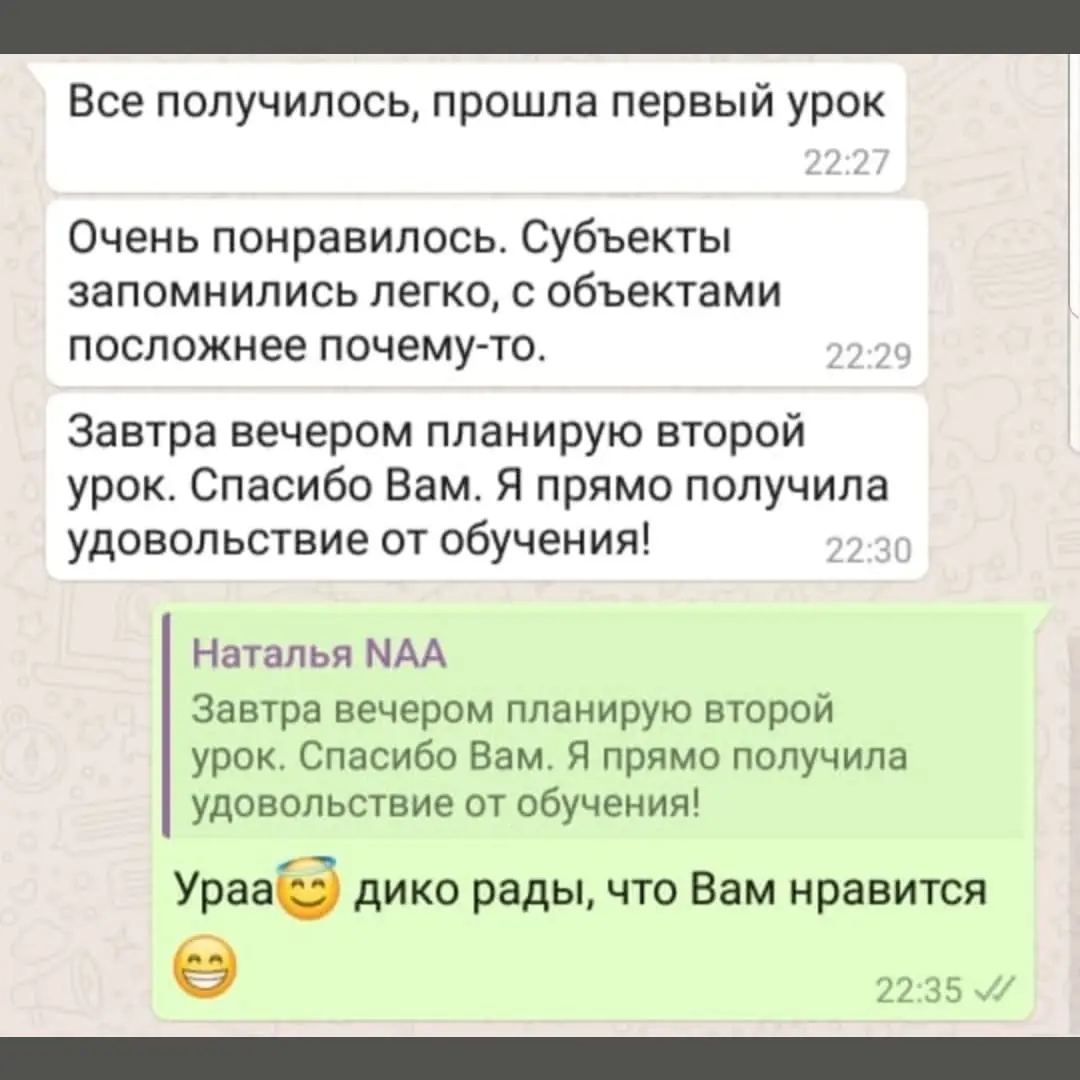 Все получилось, прошла первый урок
22:27
Очень понравилось. Субъекты
запомнились легко, с объектами
посложнее почему-то.
22:29
Завтра вечером планирую второй
урок. Спасибо Вам. Я прямо получила
удовольствие от обучения!
22:30
Наталья NAA
Завтра вечером планирую второй
урок. Спасибо Вам. Я прямо получила
удовольствие от обучения!
Ураа😇 дико рады, что Вам нравится
😁
22:35